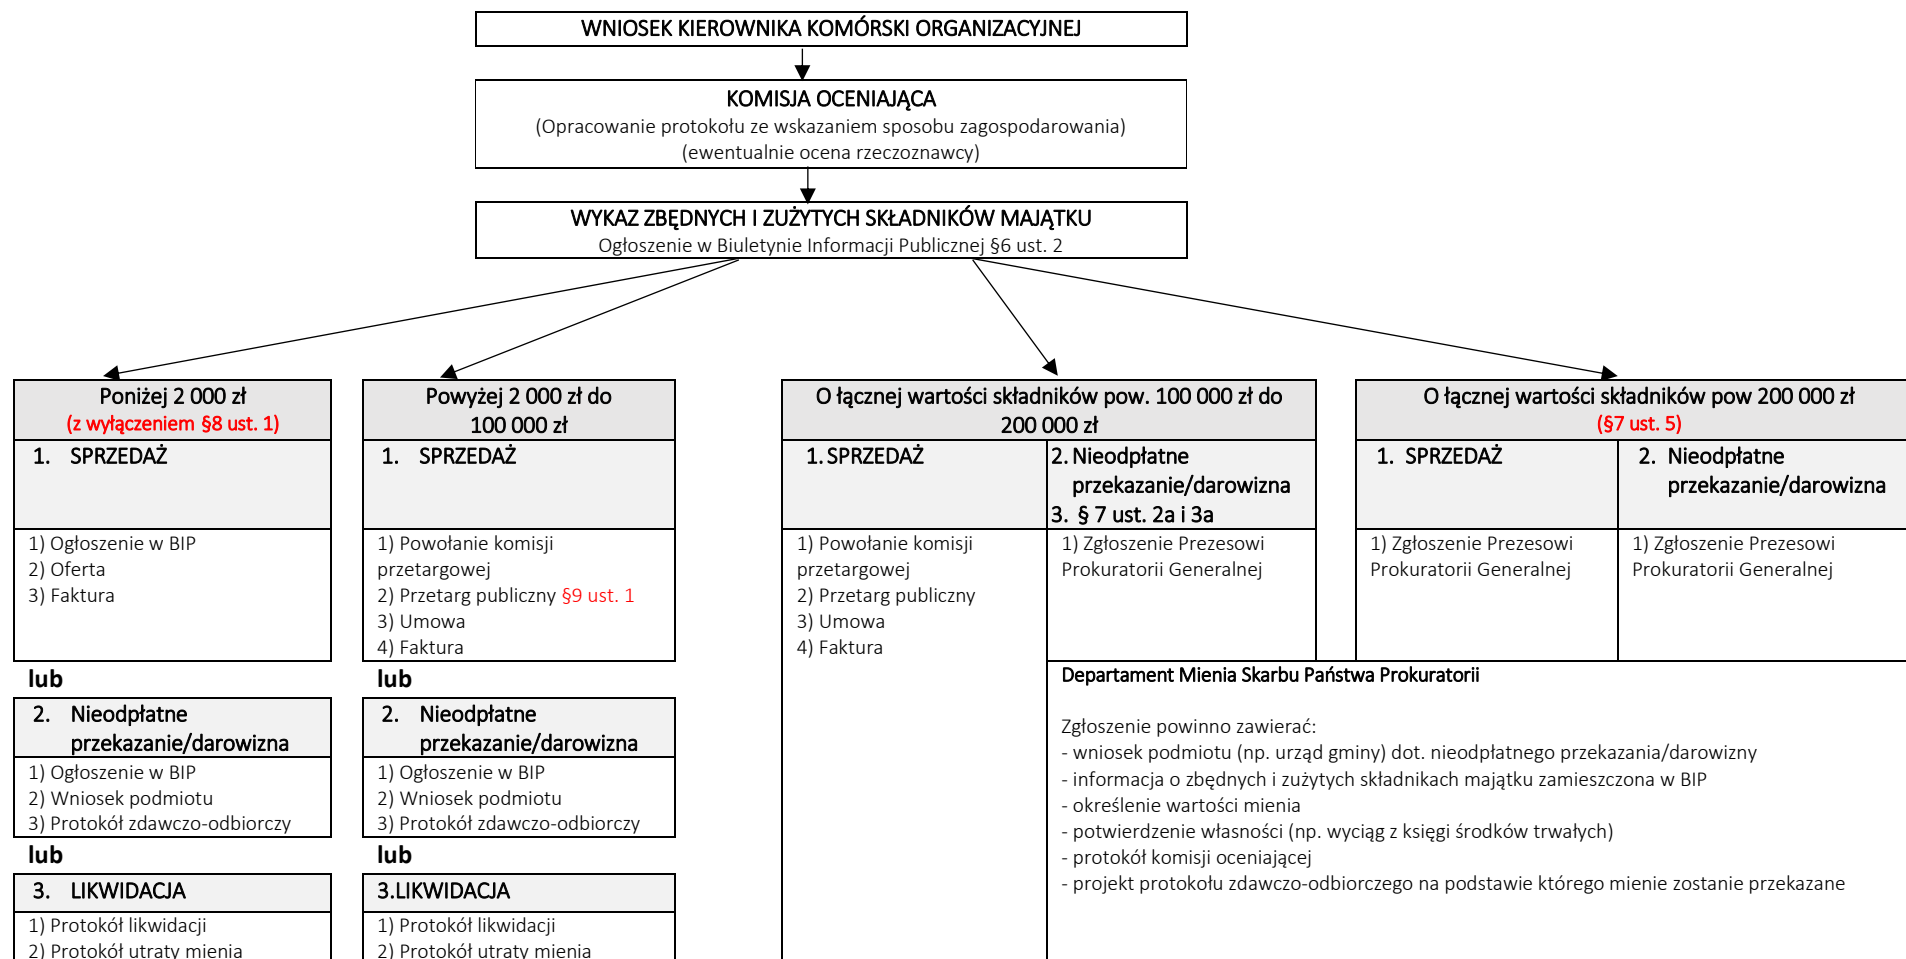 WNIOSEK KIEROWNIKA KOMÓRSKI ORGANIZACYJNEJ
KOMISJA OCENIAJĄCA
(Opracowanie protokołu ze wskazaniem sposobu zagospodarowania)
(ewentualnie ocena rzeczoznawcy)
WYKAZ ZBĘDNYCH I ZUŻYTYCH SKŁADNIKÓW MAJĄTKU
Ogłoszenie w Biuletynie Informacji Publicznej §6 ust. 2
Poniżej 2 000 zł
(z wyłączeniem §8 ust. 1)
1. SPRZEDAŻ
1) Ogłoszenie w BIP
2) Oferta
3) Faktura
lub
2. Nieodpłatne
przekazanie/darowizna
1) Ogłoszenie w BIP
2) Wniosek podmiotu
3) Protokół zdawczo-odbiorczy
lub
3. LIKWIDACJA
1) Protokół likwidacji
2) Protokół utraty mienia
Powyżej 2 000 zł do
100 000 zł
1. SPRZEDAŻ
1) Powołanie komisji
przetargowej
2) Przetarg publiczny §9 ust. 1
3) Umowa
4) Faktura
lub
2. Nieodpłatne
przekazanie/darowizna
1) Ogłoszenie w BIP
2) Wniosek podmiotu
3) Protokół zdawczo-odbiorczy
lub
3.LIKWIDACJA
1) Protokół likwidacji
2) Protokół utraty mienia
O łącznej wartości składników pow. 100 000 zł do
200 000 zł
1. SPRZEDAŻ
1) Powołanie komisji
przetargowej
2) Przetarg publiczny
3) Umowa
4) Faktura
2. Nieodpłatne
przekazanie/darowizna
3. § 7 ust. 2a i 3a
1) Zgłoszenie Prezesowi
Prokuratorii Generalnej
O łącznej wartości składników pow 200 000 zł
(§7 ust. 5)
1. SPRZEDAŻ
1) Zgłoszenie Prezesowi
Prokuratorii Generalnej
2. Nieodpłatne
przekazanie/darowizna
1) Zgłoszenie Prezesowi
Prokuratorii Generalnej
Departament Mienia Skarbu Państwa Prokuratorii
Zgłoszenie powinno zawierać:
- wniosek podmiotu (np. urząd gminy) dot. nieodpłatnego przekazania/darowizny
- informacja o zbędnych i zużytych składnikach majątku zamieszczona w BIP
- określenie wartości mienia
- potwierdzenie własności (np. wyciąg z księgi środków trwałych)
- protokół komisji oceniającej
- projekt protokołu zdawczo-odbiorczego na podstawie którego mienie zostanie przekazane